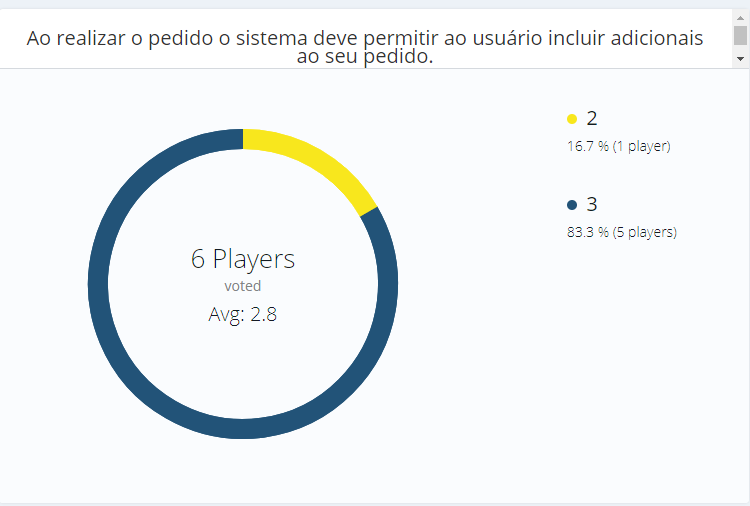 Ao realizar o pedido o sistema deve permitir ao usuário incluir adicionais
ao seu pedido.
6 Players
voted
Avg: 2.8
2
16.7 % (1 player)
3
83.3 % (5 players)